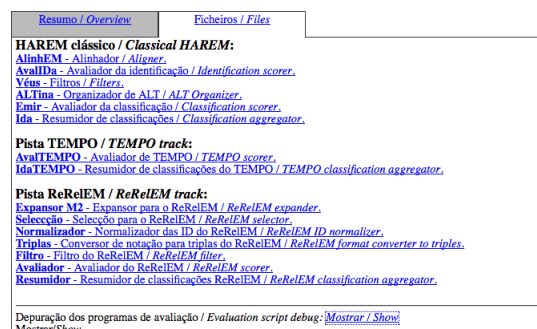 Resumo / Overview
Ficheiros / Files
HAREM clássico / Classical HAREM:
AlinhEM - Alinhador / Aligner.
AvalIDa - Avaliador da identificação / Identification scorer.
Véus - Filtros / Filters.
ALTina - Organizador de ALT / ALT Organizer.
Emir - Avaliador da classificação / Classification scorer.
Ida - Resumidor de classificações / Classification aggregator.
Pista TEMPO / TEMPO track:
AvalTEMPO - Avaliador de TEMPO / TEMPO scorer.
IdaTEMPO - Resumidor de classificações do TEMPO / TEMPO classification aggregator.
Pista ReRelEM / ReRelEM track:
Expansor M2 - Expansor para o ReRelEM / ReRelEM expander.
Seleccção - Selecção para o ReRelEM / ReRelEM selector.
Normalizador - Normalizador das ID do ReRelEM / ReRelEM ID normalizer.
Triplas - Conversor de notação para triplas do ReRelEM / ReRelEM format converter to triples.
Filtro - Filtro do ReRelEM / ReRelEM filter.
Avaliador - Avaliador do ReRelEM / ReRelEM scorer.
Resumidor - Resumidor de classificações ReRelEM / ReRelEM classification aggregator.
Depuração dos programas de avaliação / Evaluation script debug: Mostrar / Show
Mostrar/Show